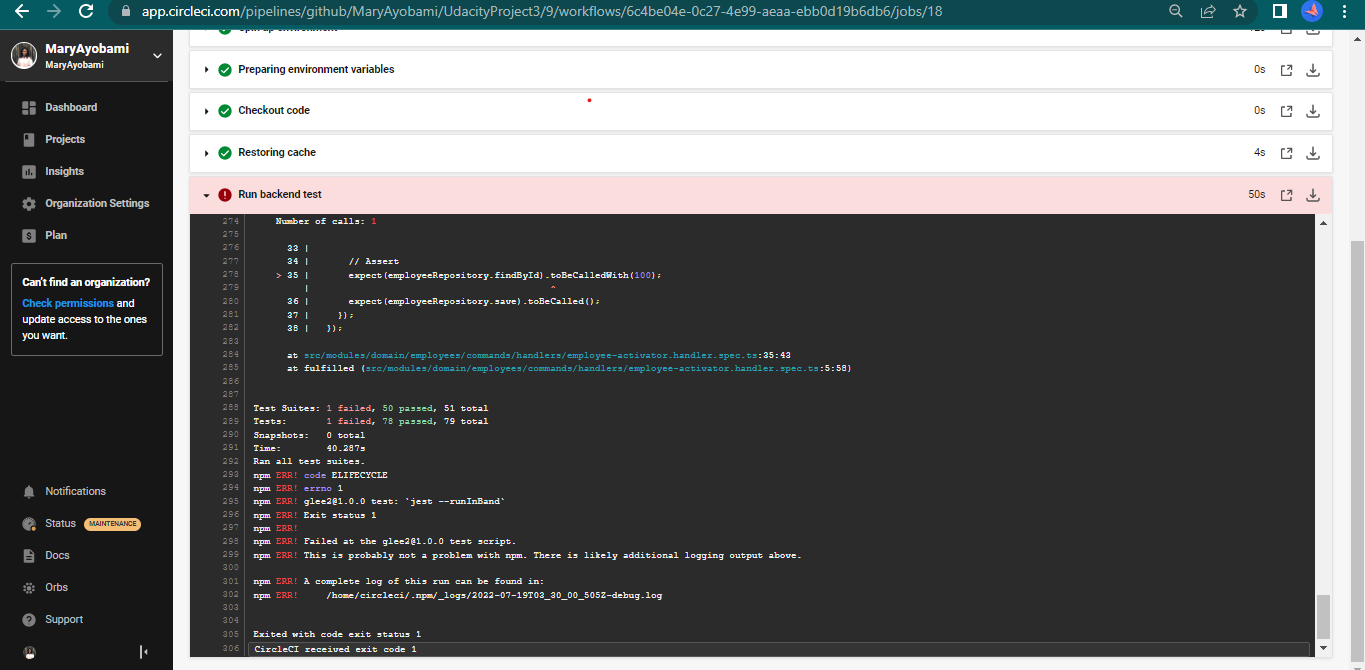 app.circleci.com/pipelines/github/MaryAyobami/UdacityProject3/9/workflows/6c4be04e-0c27-4e99-aeaa-ebb0d19b6db6/jobs/18
MaryAyobami
MaryAyobami
Dashboard
Projects
Insights
Organization Settings
Plan
Can't find an organization?
Check permissions and
update access to the ones
you want.
Notifications
Status MAINTENANCE
Docs
Orbs
Support
Preparing environment variables 0s
Checkout code 0s
Restoring cache 4s
Run backend test 50s
274 Number of calls: 1
275
276 33 |
277 34 | // Assert
278 > 35 | expect(employeeRepository.findById).toBeCalledWith(100);
279 | ^
280 36 | expect(employeeRepository.save).toBeCalled();
281 37 | });
282 38 | });
283
284 at src/modules/domain/employees/commands/handlers/employee-activator.handler.spec.ts:35:43
285 at fulfilled (src/modules/domain/employees/commands/handlers/employee-activator.handler.spec.ts:5:58)
286
287
288 Test Suites: 1 failed, 50 passed, 51 total
289 Tests: 1 failed, 78 passed, 79 total
290 Snapshots: 0 total
291 Time: 40.287s
292 Ran all test suites.
293 npm ERR! code ELIFECYCLE
294 npm ERR! errno 1
295 npm ERR! glee2@1.0.0 test: `jest --runInBand`
296 npm ERR! Exit status 1
297 npm ERR!
298 npm ERR! Failed at the glee2@1.0.0 test script.
299 npm ERR! This is probably not a problem with npm. There is likely additional logging output above.
300
301 npm ERR! A complete log of this run can be found in:
302 npm ERR! /home/circleci/.npm/_logs/2022-07-19T03_30_00_505Z-debug.log
303
304
305 Exited with code exit status 1
306 CircleCI received exit code 1